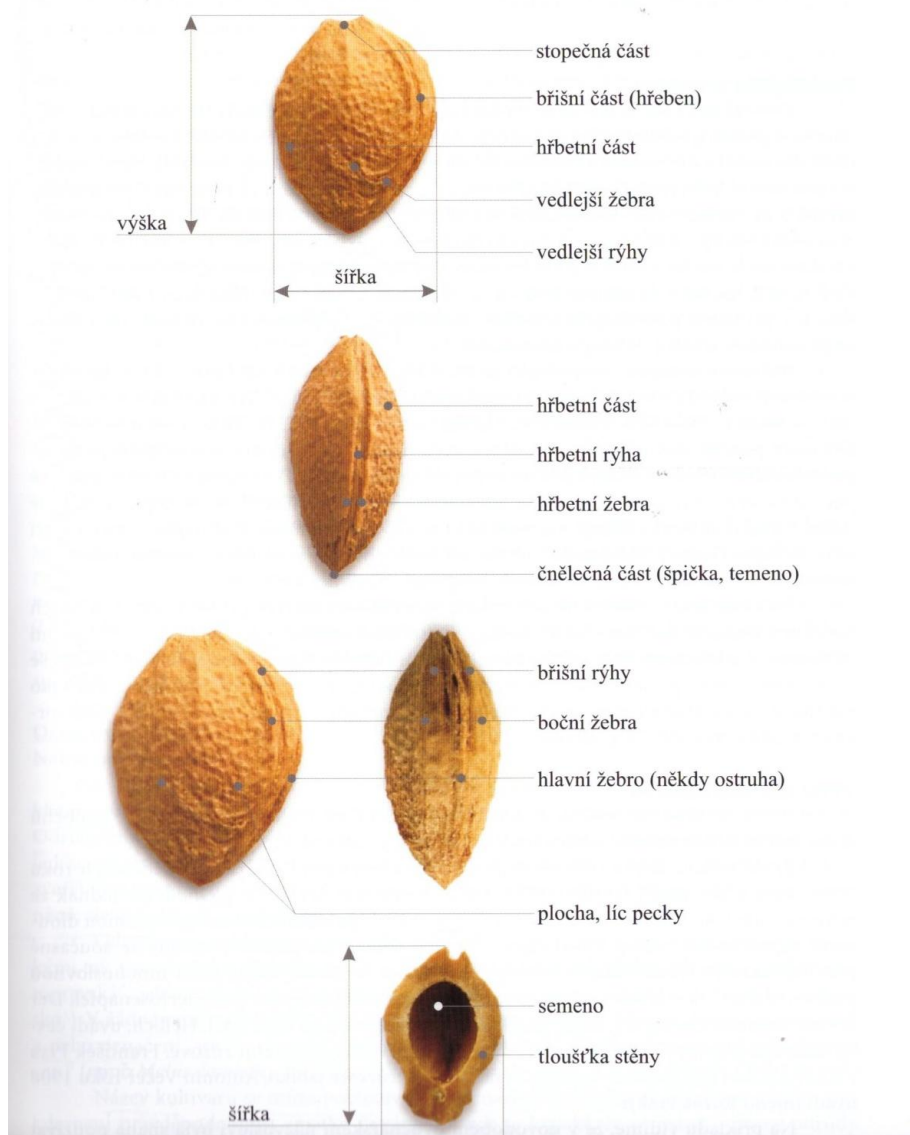 stopečná část
břišní část (hřeben)
hřbetní část
vedlejší žebra
výška
vedlejší rýhy
šířka
hřbetní část
hřbetní rýha
hřbetní žebra
čnělečná část (špička, temeno)
břišní rýhy
boční žebra
hlavní žebro (někdy ostruha)
plocha, líc pecky
semeno
tloušťka stěny
šířka